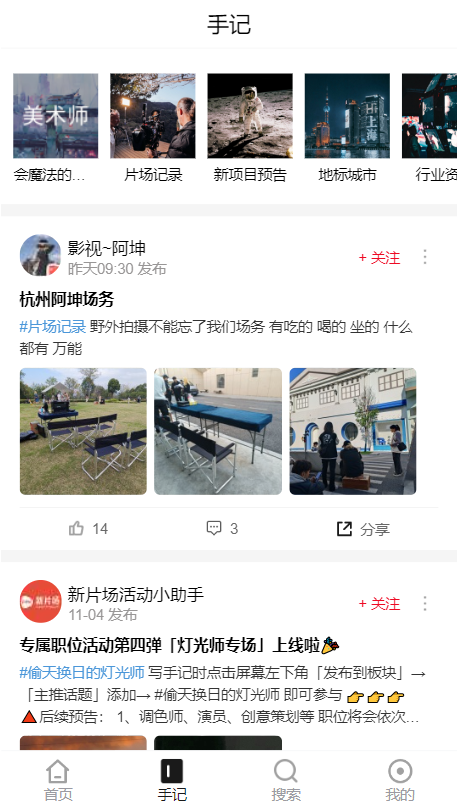 手记
美术师
上海
会魔法的...
片场记录
新项目预告
地标城市
行业资
影视~阿坤
昨天09:30 发布
+ 关注
杭州阿坤场务
#片场记录 野外拍摄不能忘了我们场务 有吃的 喝的 坐的 什么
都有 万能
14
3
分享
新片场
新片场活动小助手
11-04 发布
+ 关注
专属职位活动第四弹「灯光师专场」上线啦🎉
#偷天换日的灯光师 写手记时点击屏幕左下角「发布到板块」→
「主推话题」添加→ #偷天换日的灯光师 即可参与 👉👉👉
🔺后续预告： 1、调色师、演员、创意策划等 职位将会依次...
首页
手记
搜索
我的